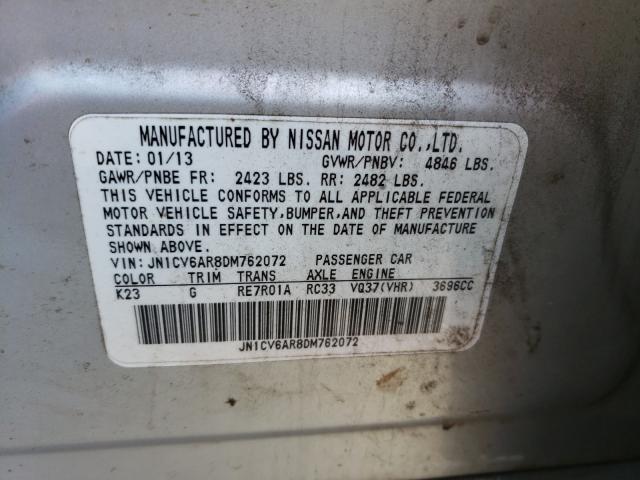 MANUFACTURED BY NISSAN MOTOR CO.,LTD.
DATE: 01/13 GVWR/PNBV: 4846 LBS.
GAWR/PNBE FR: 2423 LBS. RR: 2482 LBS.
THIS VEHICLE CONFORMS TO ALL APPLICABLE FEDERAL
MOTOR VEHICLE SAFETY,BUMPER,AND THEFT PREVENTION
STANDARDS IN EFFECT ON THE DATE OF MANUFACTURE
SHOWN ABOVE.
VIN: JN1CV6AR8DM762072 PASSENGER CAR
COLOR TRIM TRANS AXLE ENGINE
K23 G RE7R01A RC33 VQ37(VHR) 3696CC
JN1CV6AR8DM762072